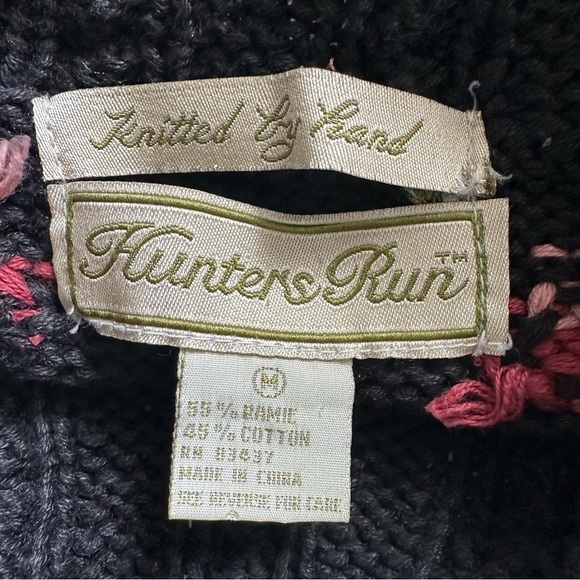 Knitted by hand
Hunters Run™
M
55% RAMIE
45% COTTON
RN 83437
MADE IN CHINA
SEE REVERSE FOR CARE